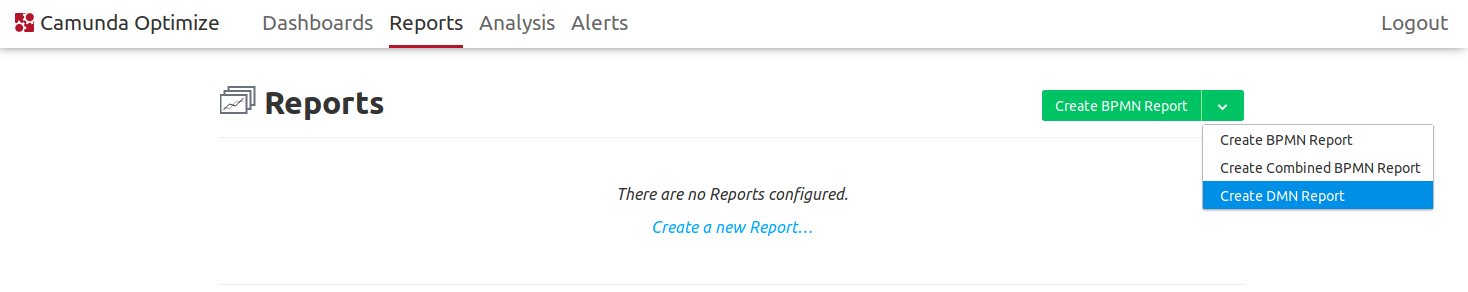 Camunda Optimize Dashboards Reports Analysis Alerts Logout
Reports
Create BPMN Report
Create BPMN Report
Create Combined BPMN Report
Create DMN Report
There are no Reports configured.
Create a new Report…